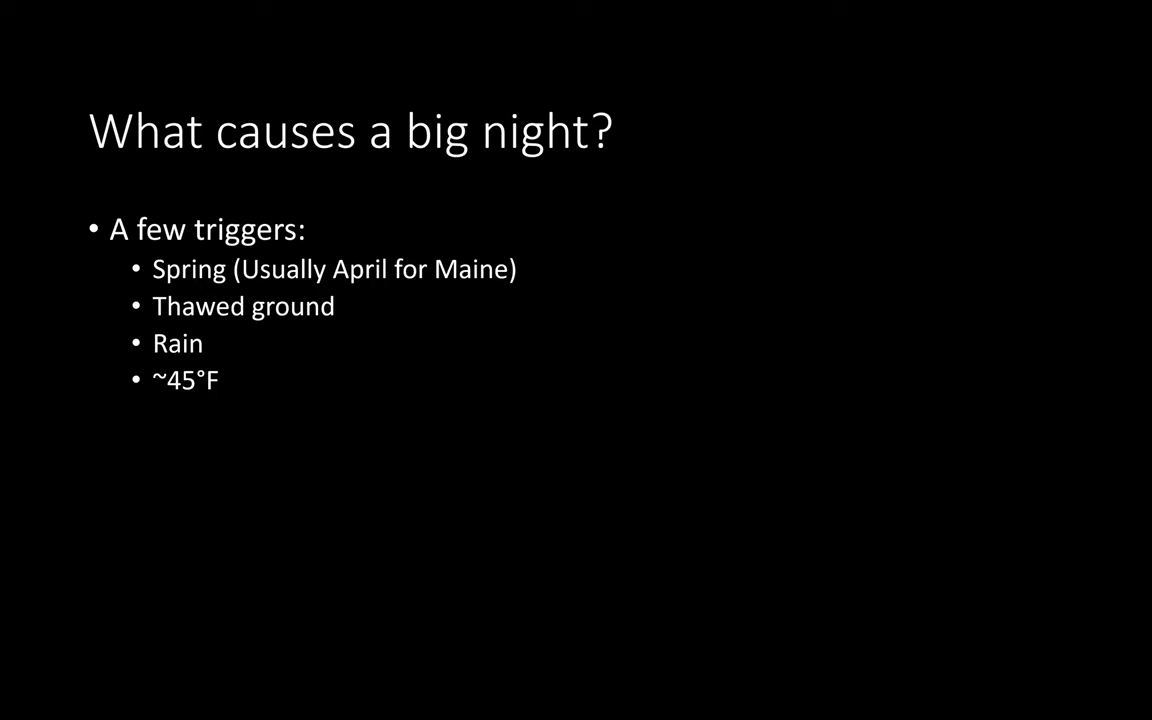 What causes a big night?
• A few triggers:
• Spring (Usually April for Maine)
• Thawed ground
• Rain
• ~45°F